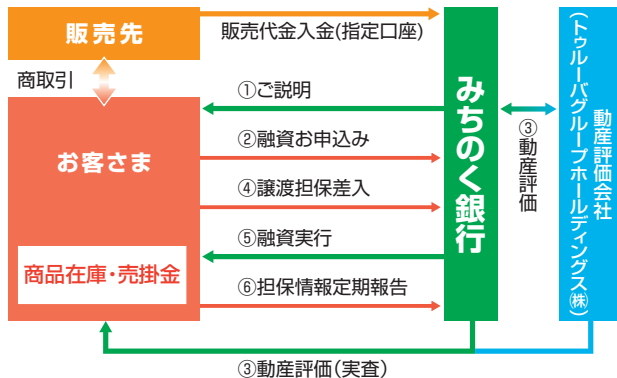 販売先
販売代金入金(指定口座)
商取引
①ご説明
②融資お申込み
お客さま
④譲渡担保差入
⑤融資実行
商品在庫・売掛金
⑥担保情報定期報告
みちのく銀行
③動産評価
動産評価会社
(トゥルーバグループホールディングス㈱)
③動産評価(実査)